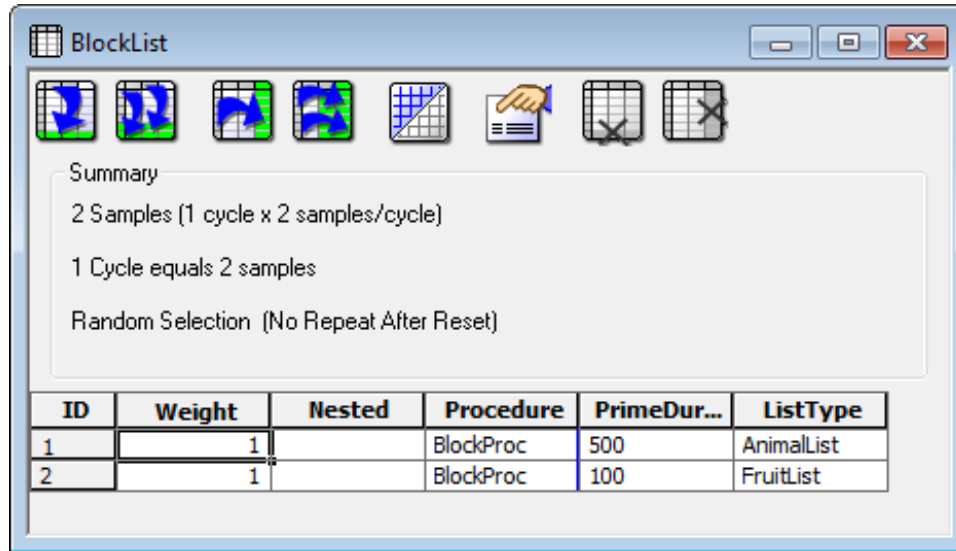 BlockList
Summary
2 Samples (1 cycle x 2 samples/cycle)
1 Cycle equals 2 samples
Random Selection (No Repeat After Reset)
ID Weight Nested Procedure PrimeDur... ListType
1 1 BlockProc 500 AnimalList
2 1 BlockProc 100 FruitList